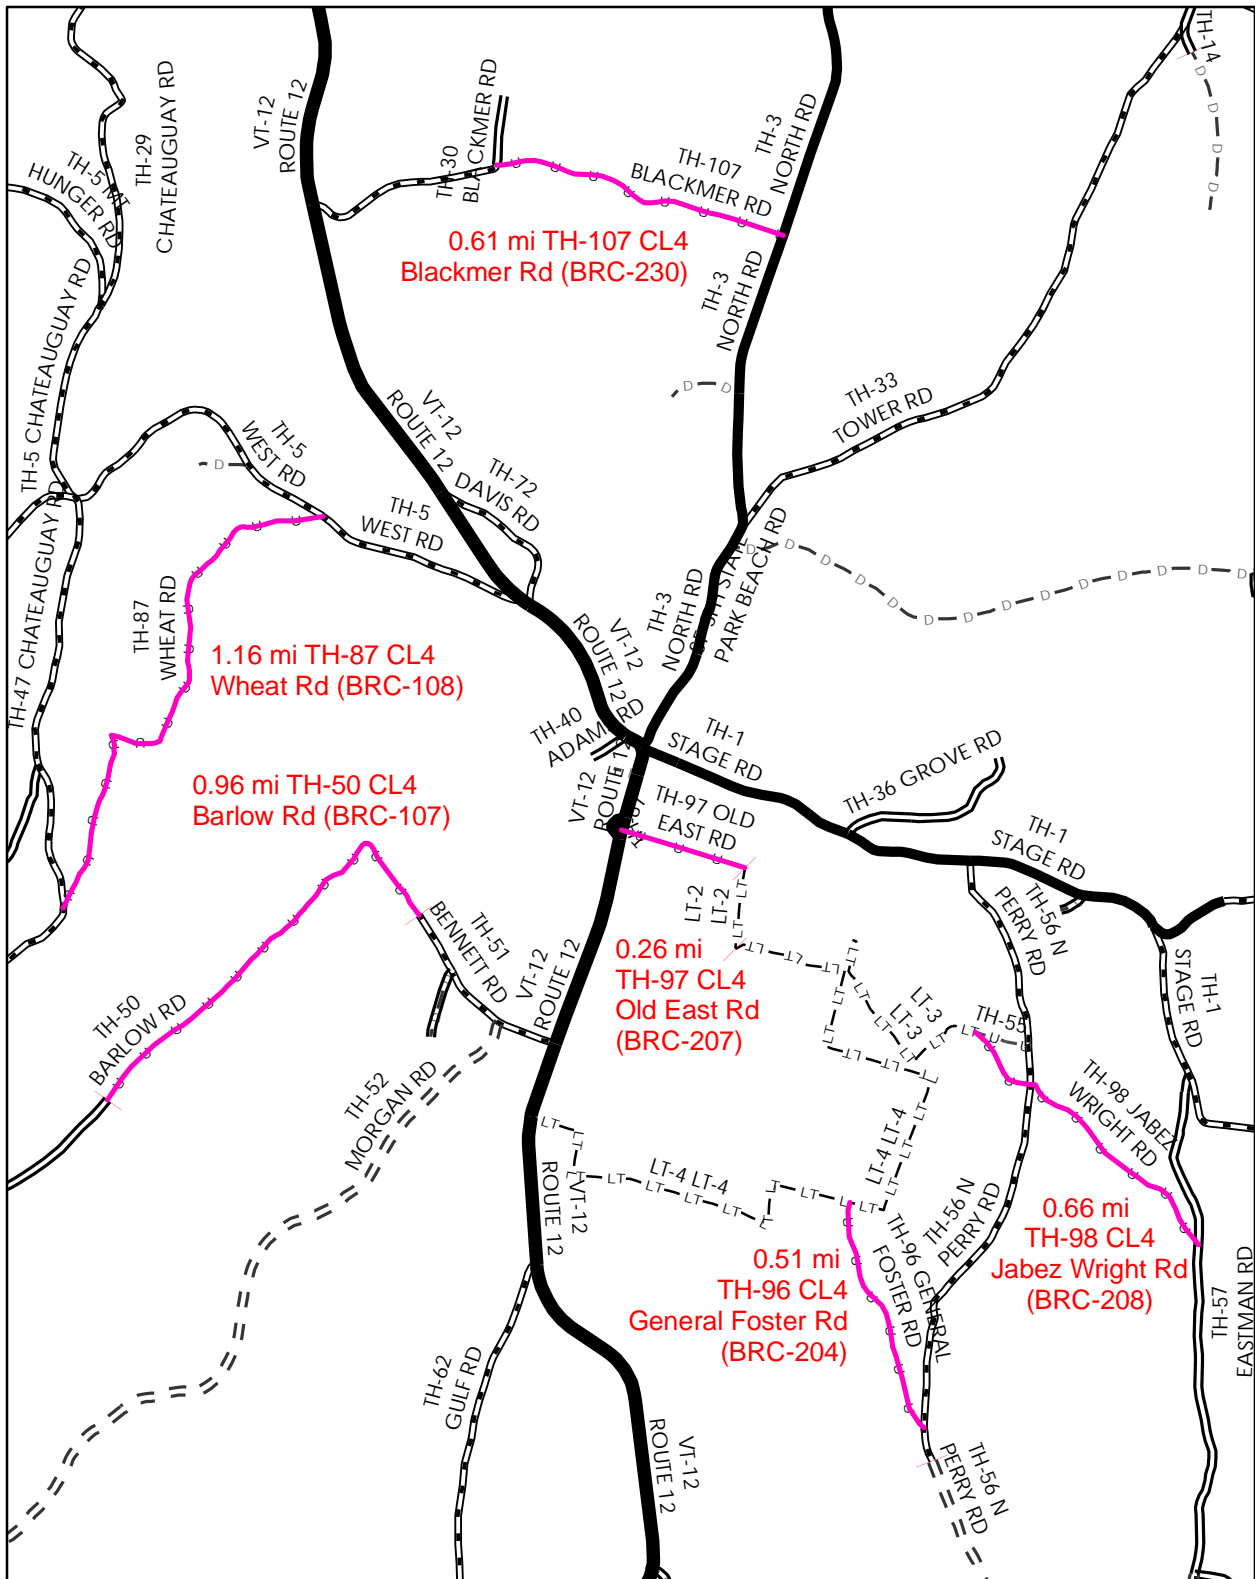 TH-14
TH-29
CHATEAUGUAY RD
TH-5 MT
HUNGER RD
VT-12
ROUTE 12
TH-30
BLACKMER RD
TH-107
BLACKMER RD
TH-3
NORTH RD
0.61 mi TH-107 CL4
Blackmer Rd (BRC-230)
TH-3
NORTH RD
TH-5 CHATEAUGUAY RD
VT-12
ROUTE 12
TH-33
TOWER RD
TH-5
WEST RD
TH-72
DAVIS RD
TH-5
WEST RD
TH-47 CHATEAUGUAY RD
TH-87
WHEAT RD
1.16 mi TH-87 CL4
Wheat Rd (BRC-108)
VT-12
ROUTE 12
TH-3
NORTH RD
PARK BEACH RD
TH-40
ADAMS RD
TH-1
STAGE RD
TH-36 GROVE RD
0.96 mi TH-50 CL4
Barlow Rd (BRC-107)
VT-12
ROUTE 12
TH-97 OLD
EAST RD
TH-1
STAGE RD
TH-56 N
PERRY RD
LT-2
LT-2
TH-51
BENNETT RD
VT-12
ROUTE 12
0.26 mi
TH-97 CL4
Old East Rd
(BRC-207)
LT-3
LT-3
TH-55
TH-1
STAGE RD
TH-50
BARLOW RD
TH-52
MORGAN RD
TH-98 JABEZ
WRIGHT RD
LT-4 LT-4
LT-4 LT-4
VT-12
ROUTE 12
TH-56 N
PERRY RD
0.66 mi
TH-98 CL4
Jabez Wright Rd
(BRC-208)
TH-96 GENERAL
FOSTER RD
0.51 mi
TH-96 CL4
General Foster Rd
(BRC-204)
TH-57
EASTMAN RD
TH-62
GULF RD
VT-12
ROUTE 12
TH-56 N
PERRY RD